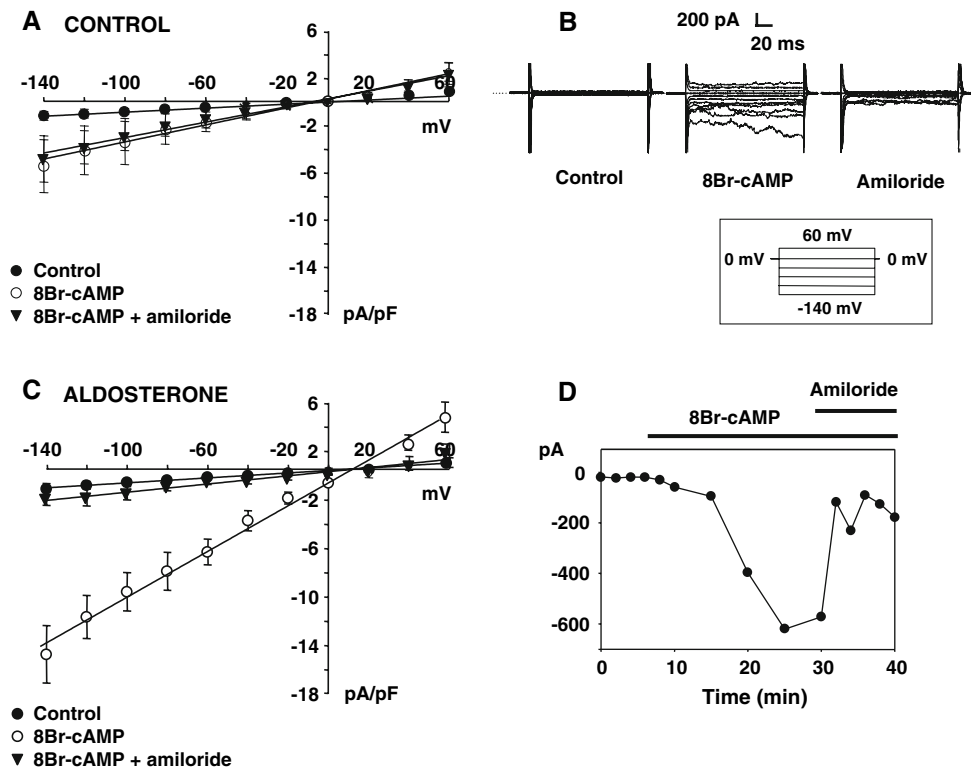 A CONTROL
6
2
-140 -100 -60 -20 20 60
mV
-2
-6
-10
-14
-18
pA/pF
Control
8Br-cAMP
8Br-cAMP + amiloride
B
200 pA
20 ms
Control 8Br-cAMP Amiloride
60 mV
0 mV 0 mV
-140 mV
C ALDOSTERONE
6
2
-140 -100 -60 -20 20 60
mV
-2
-6
-10
-14
-18
pA/pF
Control
8Br-cAMP
8Br-cAMP + amiloride
D
Amiloride
8Br-cAMP
pA
0
-200
-400
-600
0 10 20 30 40
Time (min)